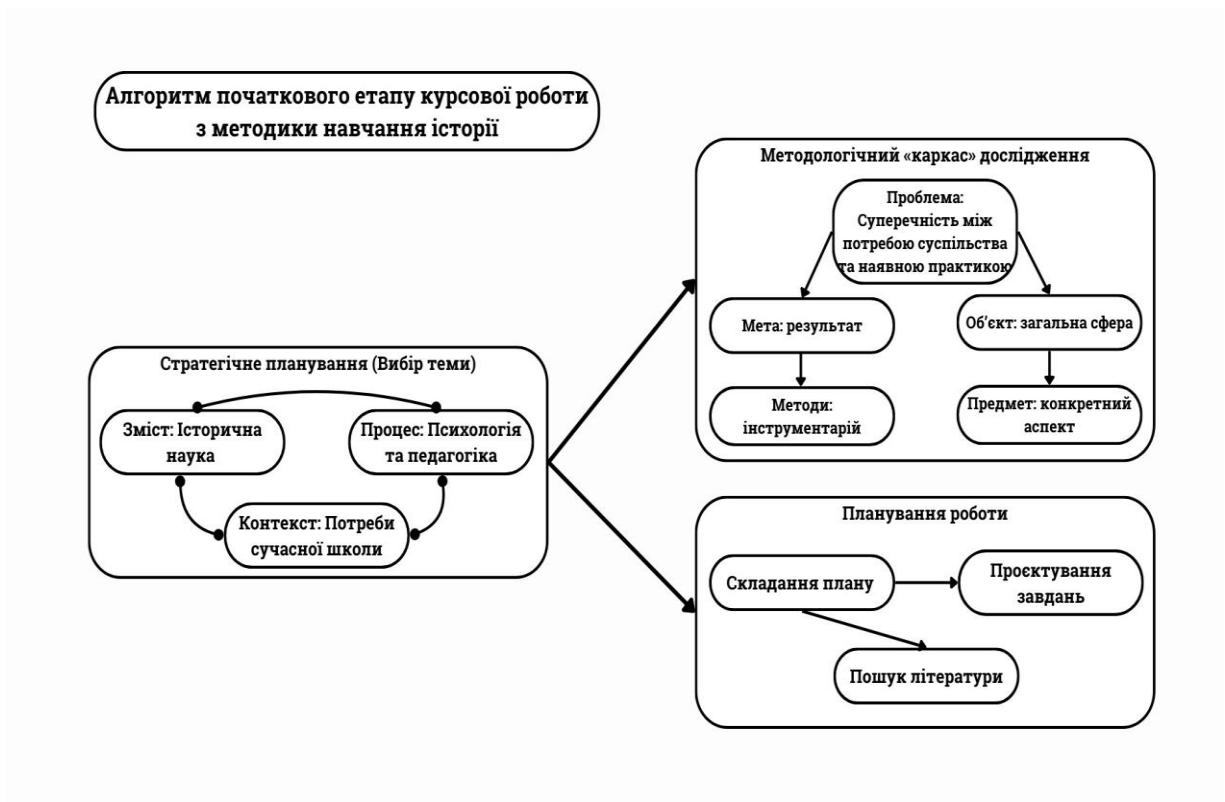 Алгоритм початкового етапу курсової роботи
з методики навчання історії
Стратегічне планування (Вибір теми)
Зміст: Історична
наука
Процес: Психологія
та педагогіка
Контекст: Потреби
сучасної школи
Методологічний «каркас» дослідження
Проблема:
Суперечність між
потребою суспільства
та наявною практикою
Мета: результат
Об’єкт: загальна сфера
Методи:
інструментарій
Предмет: конкретний
аспект
Планування роботи
Складання плану
Проєктування
завдань
Пошук літератури